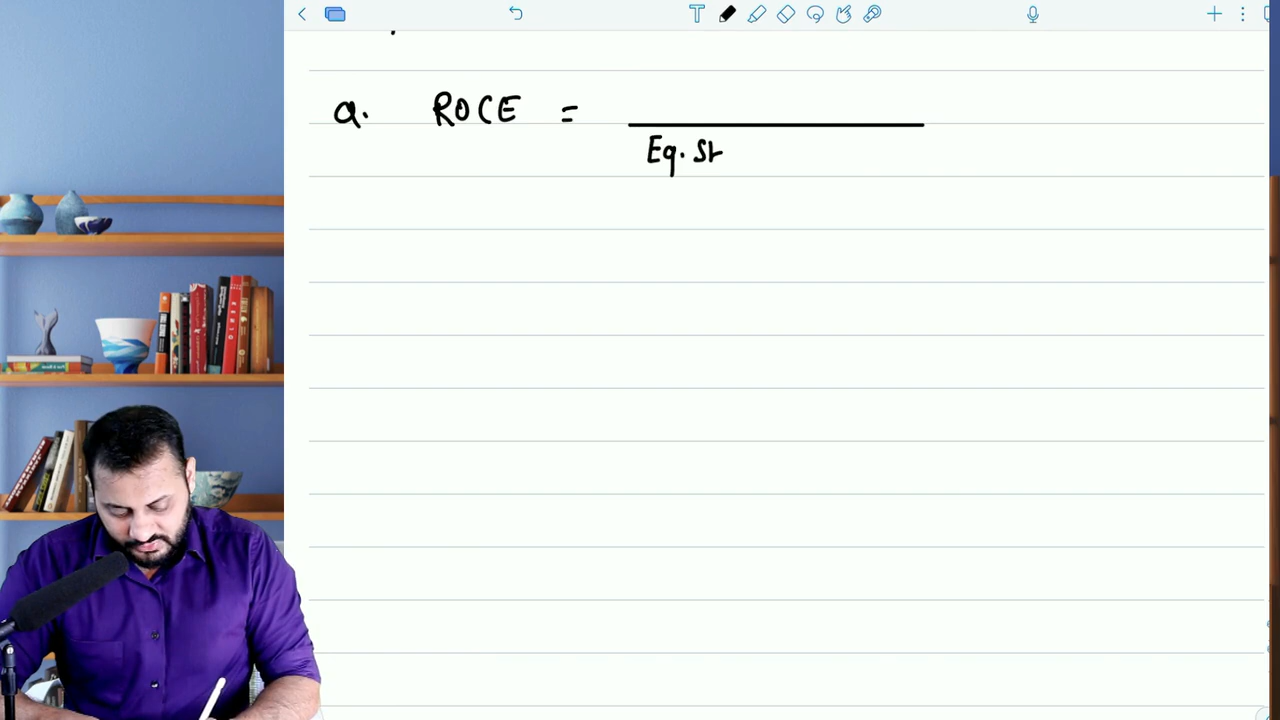 a. ROCE =
Eq. Sh